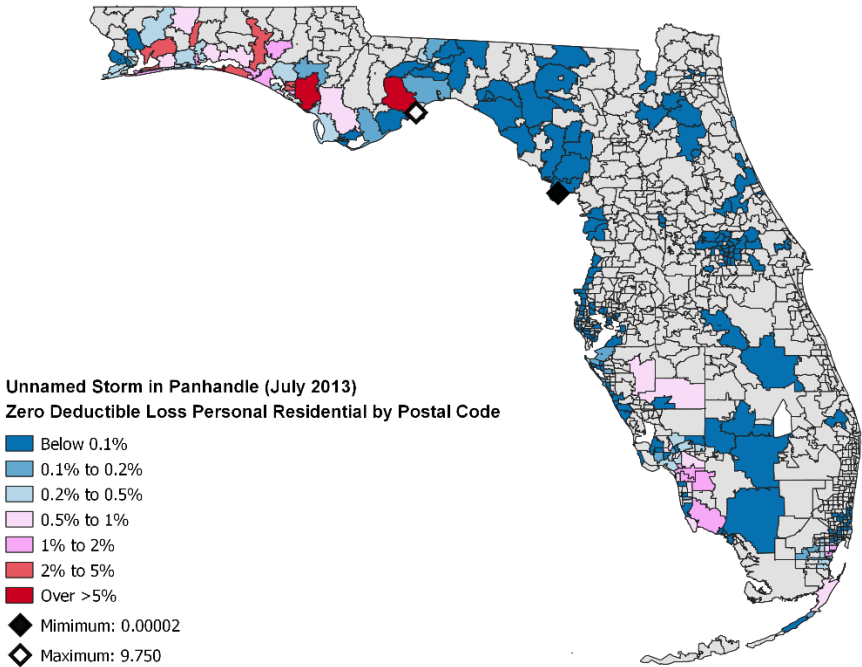 Unnamed Storm in Panhandle (July 2013)
Zero Deductible Loss Personal Residential by Postal Code
Below 0.1%
0.1% to 0.2%
0.2% to 0.5%
0.5% to 1%
1% to 2%
2% to 5%
Over >5%
Mimimum: 0.00002
Maximum: 9.750